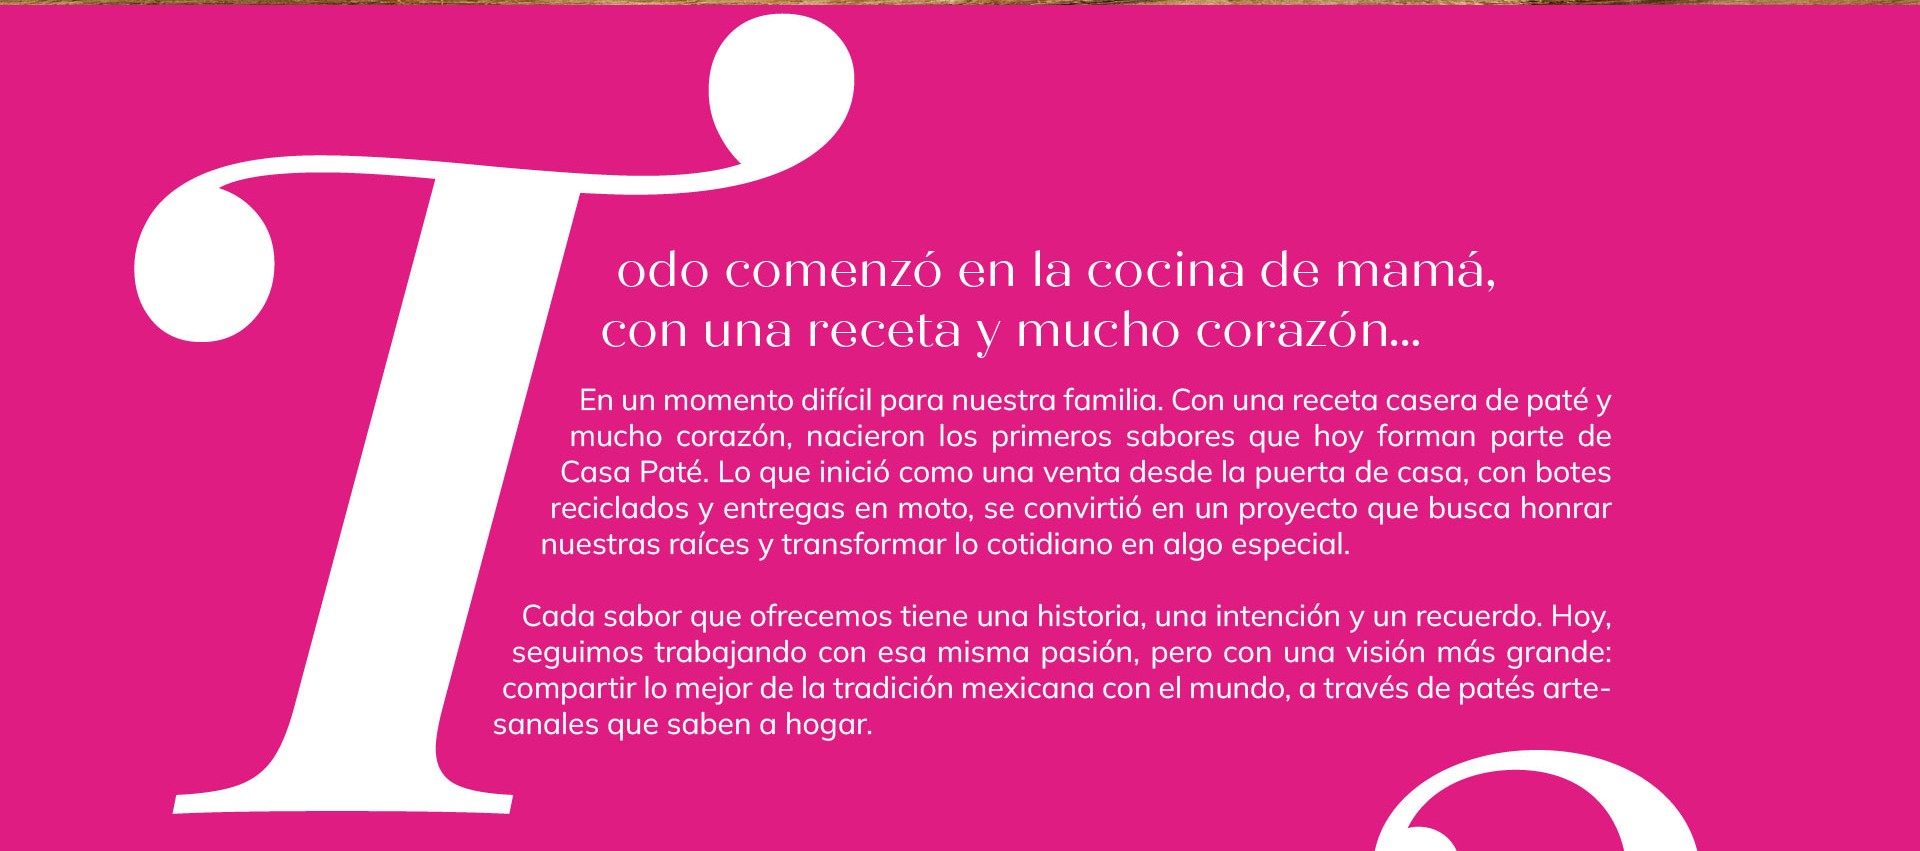 Todo comenzó en la cocina de mamá,
con una receta y mucho corazón...
En un momento difícil para nuestra familia. Con una receta casera de paté y
mucho corazón, nacieron los primeros sabores que hoy forman parte de
Casa Paté. Lo que inició como una venta desde la puerta de casa, con botes
reciclados y entregas en moto, se convirtió en un proyecto que busca honrar
nuestras raíces y transformar lo cotidiano en algo especial.
Cada sabor que ofrecemos tiene una historia, una intención y un recuerdo. Hoy,
seguimos trabajando con esa misma pasión, pero con una visión más grande:
compartir lo mejor de la tradición mexicana con el mundo, a través de patés arte-
sanales que saben a hogar.